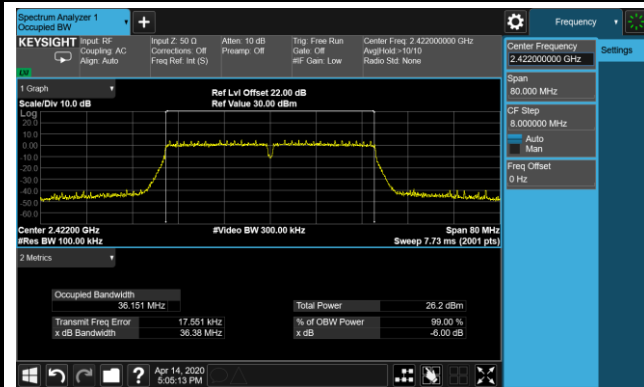 Spectrum Analyzer 1
Occupied BW
Frequency
KEYSIGHT
Input: RF
Coupling: AC
Align: Auto
Input Z: 50 Ω
Corrections: Off
Freq Ref: Int (S)
Atten: 10 dB
Preamp: Off
Trig: Free Run
Gate: Off
#IF Gain: Low
Center Freq: 2.422000000 GHz
Avg|Hold:>10/10
Radio Std: None
LV
Center Frequency
2.422000000 GHz
Settings
Span
80.000 MHz
CF Step
8.000000 MHz
Auto
Man
Freq Offset
0 Hz
1 Graph
Scale/Div 10.0 dB
Ref Lvl Offset 22.00 dB
Ref Value 30.00 dBm
Log
20.0
10.0
0.00
-10.0
-20.0
-30.0
-40.0
-50.0
-60.0
Center 2.42200 GHz
#Res BW 100.00 kHz
#Video BW 300.00 kHz
Span 80 MHz
Sweep 7.73 ms (2001 pts)
2 Metrics
Occupied Bandwidth
36.151 MHz
Total Power 26.2 dBm
Transmit Freq Error 17.551 kHz
% of OBW Power 99.00 %
x dB Bandwidth 36.38 MHz
x dB -6.00 dB
Apr 14, 2020
5:05:13 PM